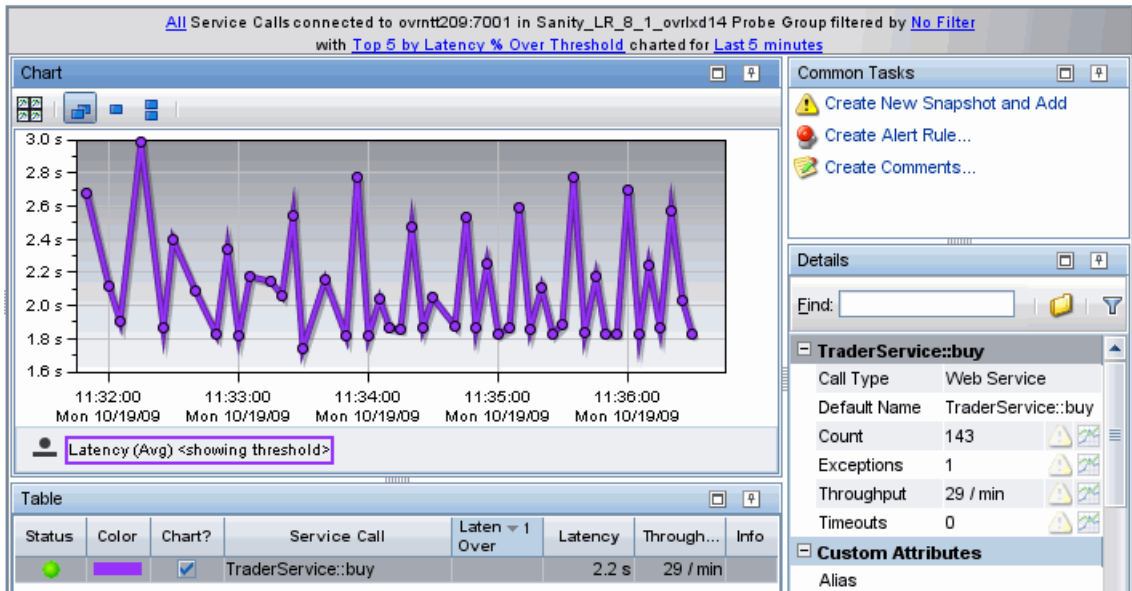 All Service Calls connected to ovrntt209:7001 in Sanity_LR_8_1_ovrlxd14 Probe Group filtered by No Filter
with Top 5 by Latency % Over Threshold charted for Last 5 minutes
Chart
3.0 s
2.8 s
2.6 s
2.4 s
2.2 s
2.0 s
1.8 s
1.6 s
11:32:00 11:33:00 11:34:00 11:35:00 11:36:00
Mon 10/19/09 Mon 10/19/09 Mon 10/19/09 Mon 10/19/09 Mon 10/19/09
Latency (Avg) <showing threshold>
Table
Status Color Chart? Service Call Laten 1 Over Latency Through... Info
TraderService::buy 2.2 s 29 / min
Common Tasks
Create New Snapshot and Add
Create Alert Rule...
Create Comments...
Details
Find:
TraderService::buy
Call Type Web Service
Default Name TraderService::buy
Count 143
Exceptions 1
Throughput 29 / min
Timeouts 0
Custom Attributes
Alias